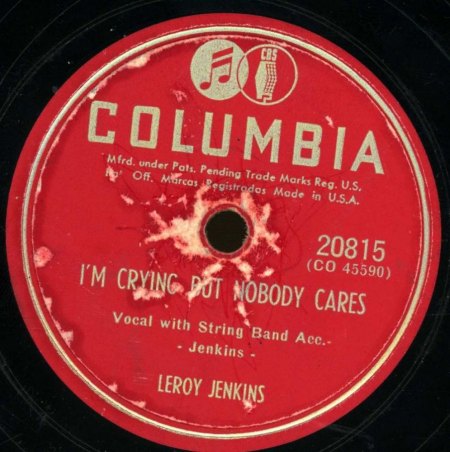 CBS
COLUMBIA
Mfrd. under Pats. Pending Trade Marks Reg. U.S.
Off. Marcas Registradas Made in U.S.A.
20815
(CO 45590)
I'M CRYING BUT NOBODY CARES
Vocal with String Band Acc.-
- Jenkins -
LEROY JENKINS